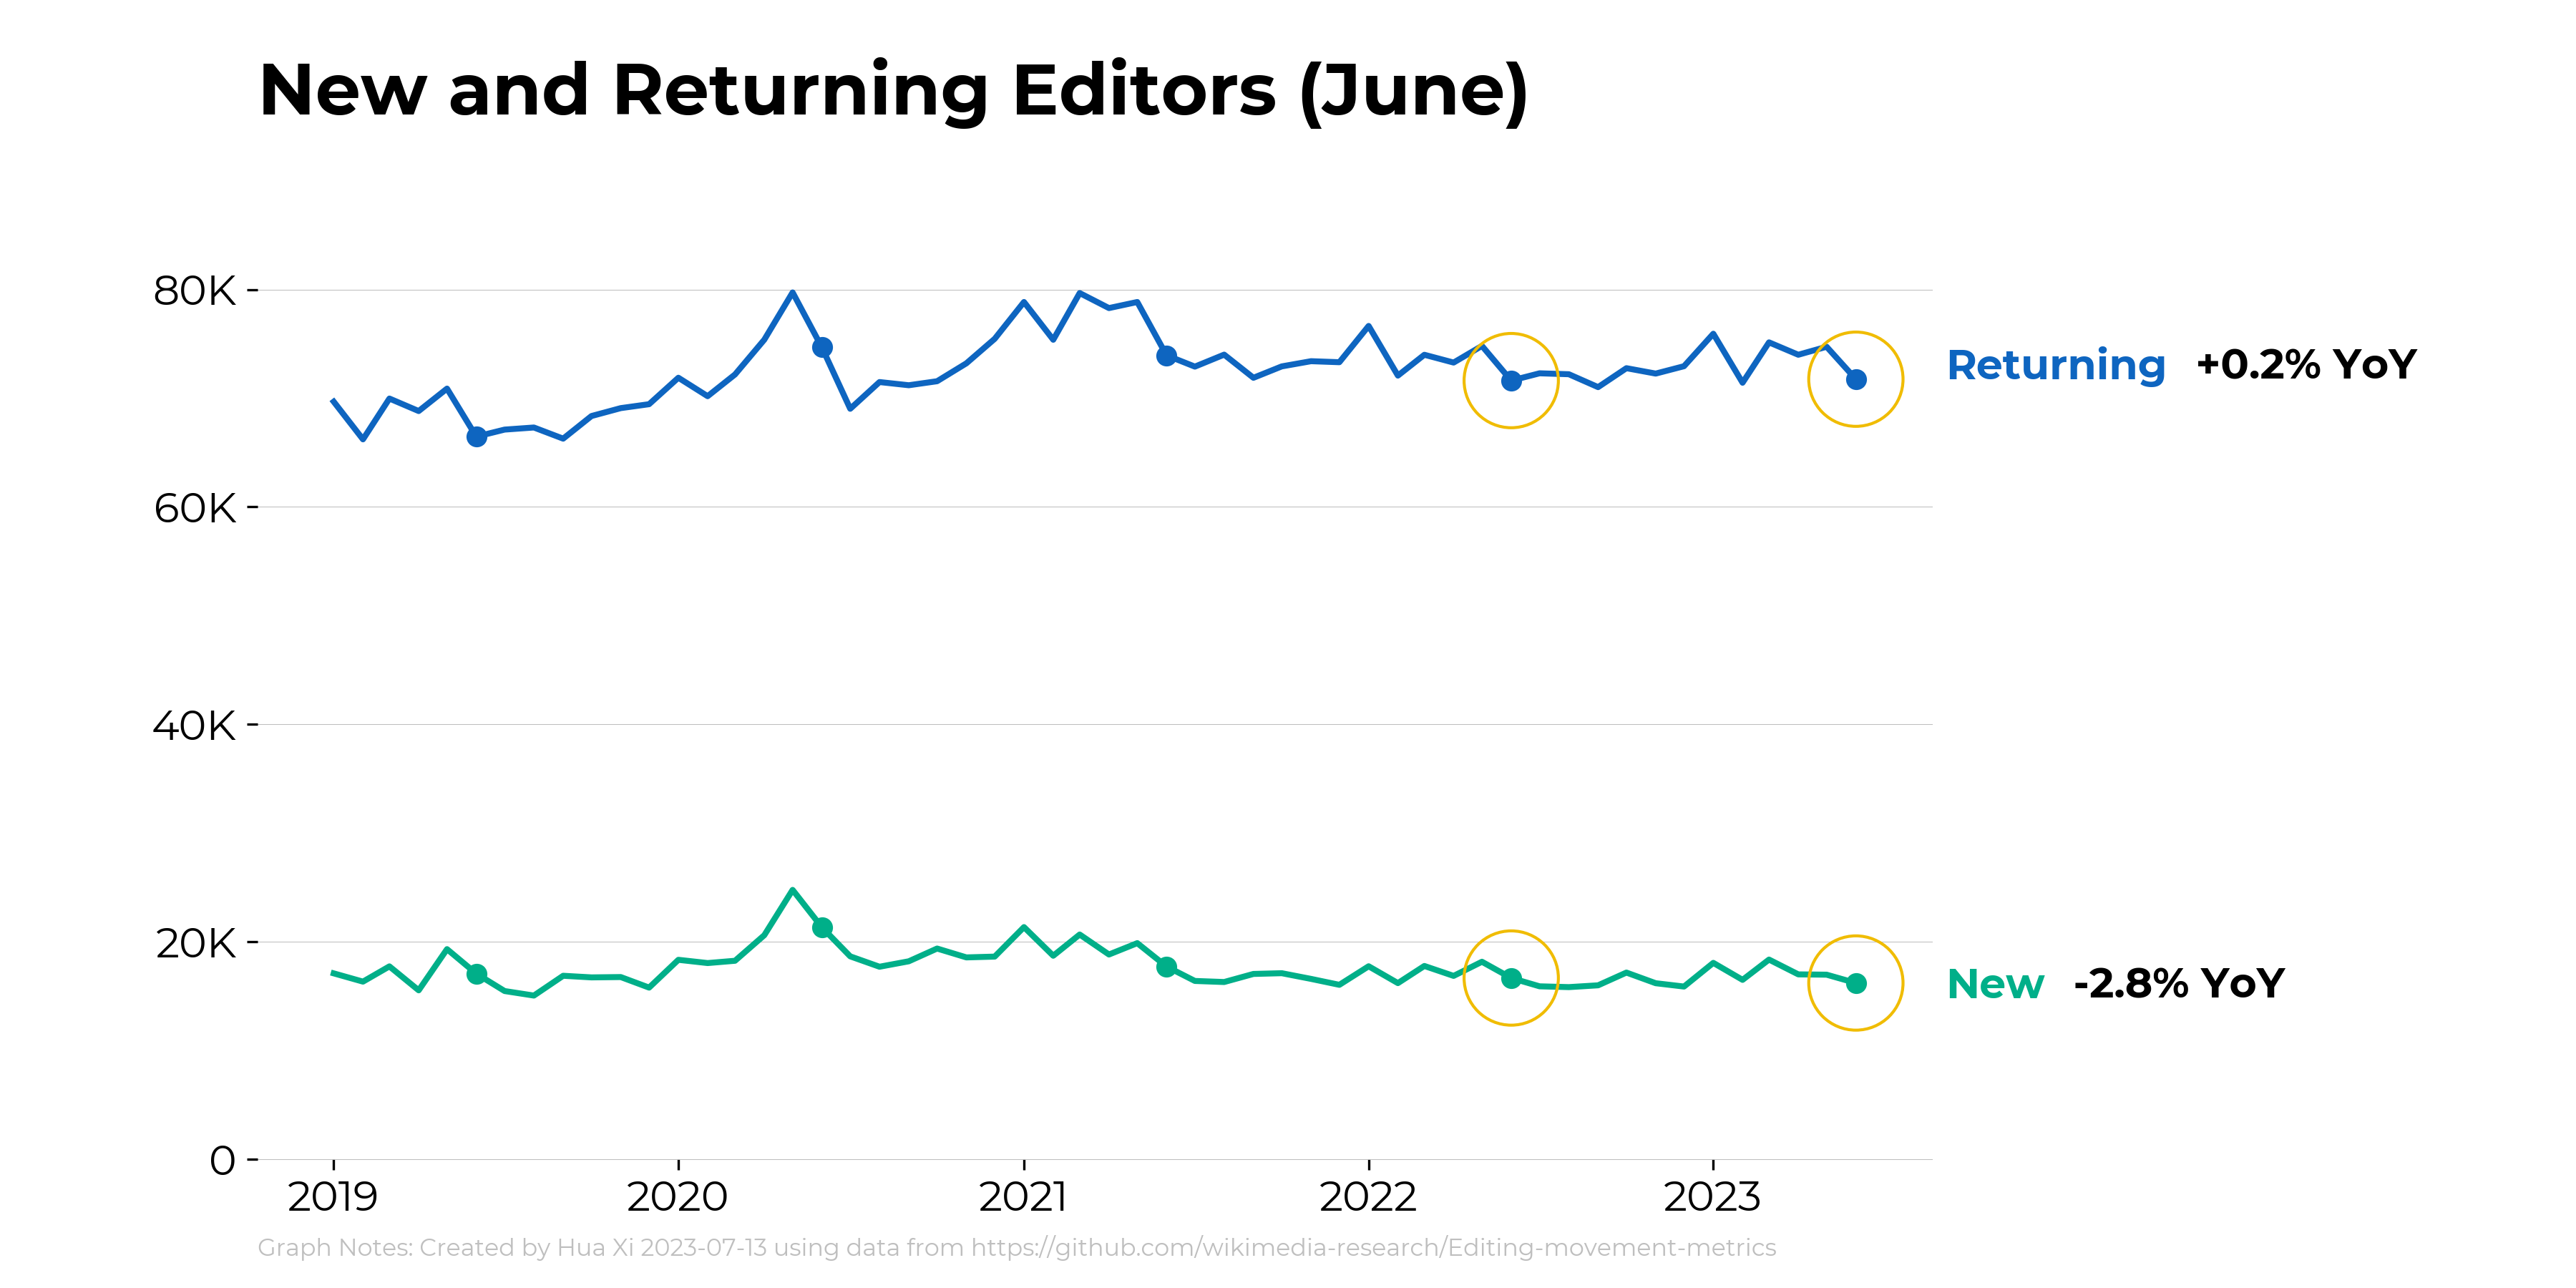 New and Returning Editors (June)
80K
60K
40K
20K
0
Returning +0.2% YoY
New -2.8% YoY
2019 2020 2021 2022 2023
Graph Notes: Created by Hua Xi 2023-07-13 using data from https://github.com/wikimedia-research/Editing-movement-metrics